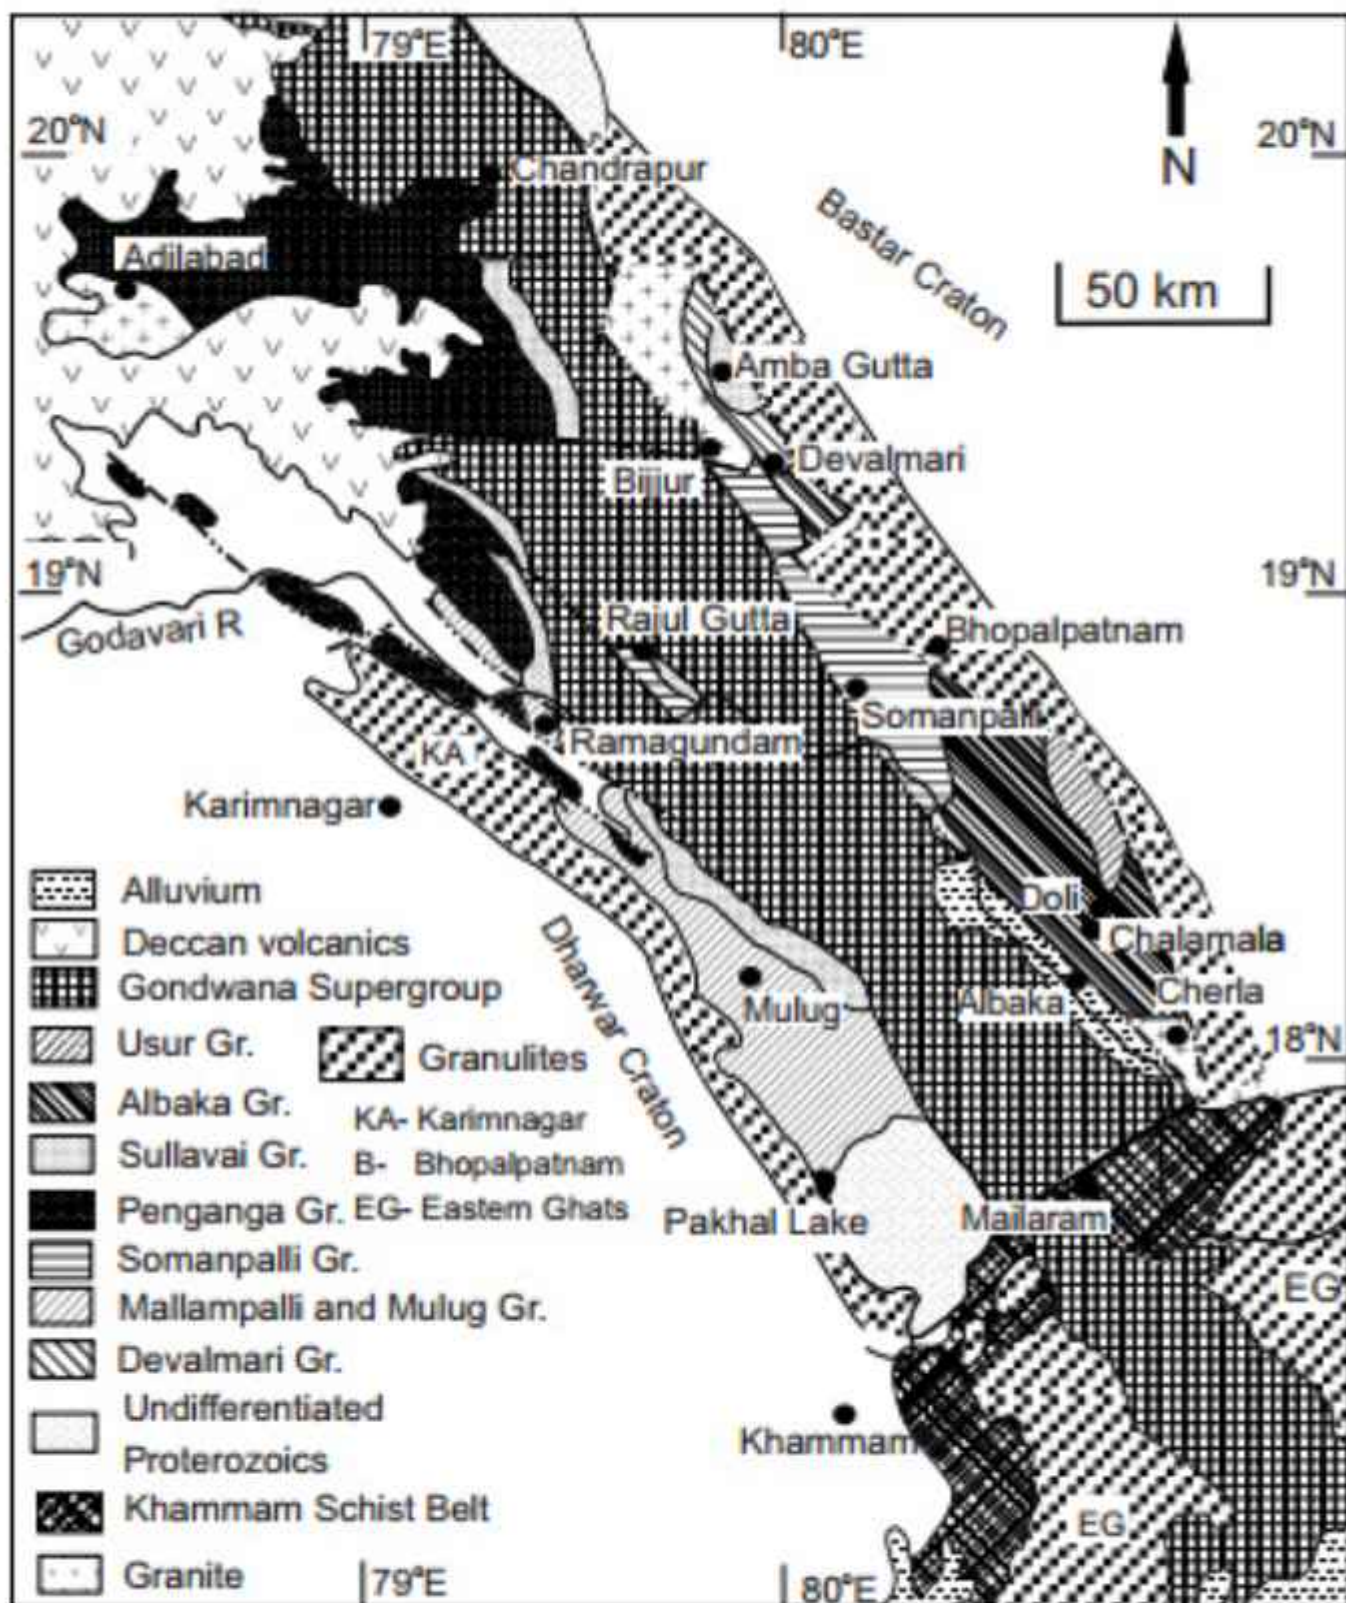 79°E
80°E
20°N
20°N
N
Chandrapur
Bastar Craton
Adilabad
50 km
Amba Gutta
Devalmari
Bijjur
19°N
19°N
Godavari R
Rajul Gutta
Bhopalpatnam
Somanpalli
Ramagundam
KA
Karimnagar
Alluvium
Doli
Deccan volcanics
Dharwar Craton
Chalamala
Gondwana Supergroup
Mulug
Albaka
Cherla
Usur Gr.
Granulites
18°N
Albaka Gr.
KA- Karimnagar
Sullavai Gr.
B- Bhopalpatnam
Penganga Gr.
EG- Eastern Ghats
Pakhal Lake
Mailaram
Somanpalli Gr.
EG
Mallampalli and Mulug Gr.
Devalmari Gr.
Undifferentiated
Proterozoics
Khammam
Khammam Schist Belt
EG
Granite
79°E
80°E